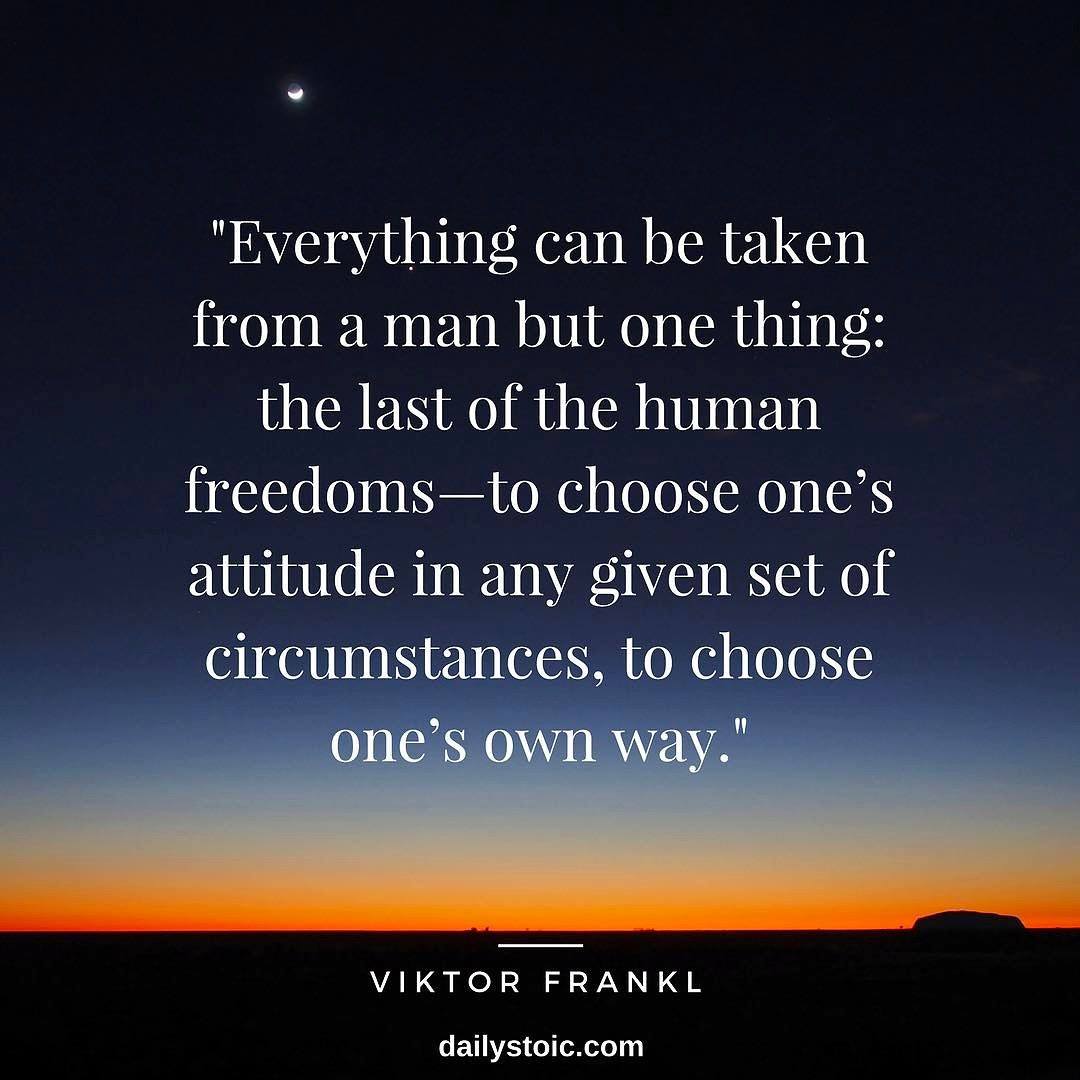 "Everything can be taken
from a man but one thing:
the last of the human
freedoms—to choose one’s
attitude in any given set of
circumstances, to choose
one’s own way."
VIKTOR FRANKL
dailystoic.com